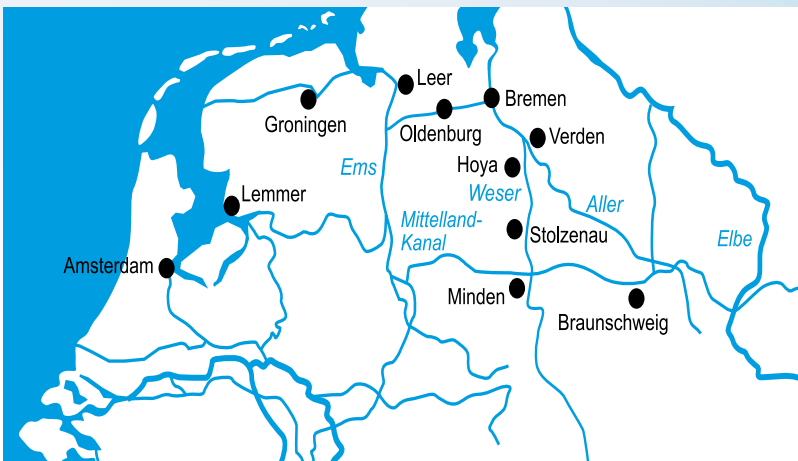 Leer
Bremen
Groningen
Oldenburg
Verden
Ems
Hoya
Lemmer
Weser
Aller
Mittelland-
Kanal
Stolzenau
Elbe
Amsterdam
Minden
Braunschweig